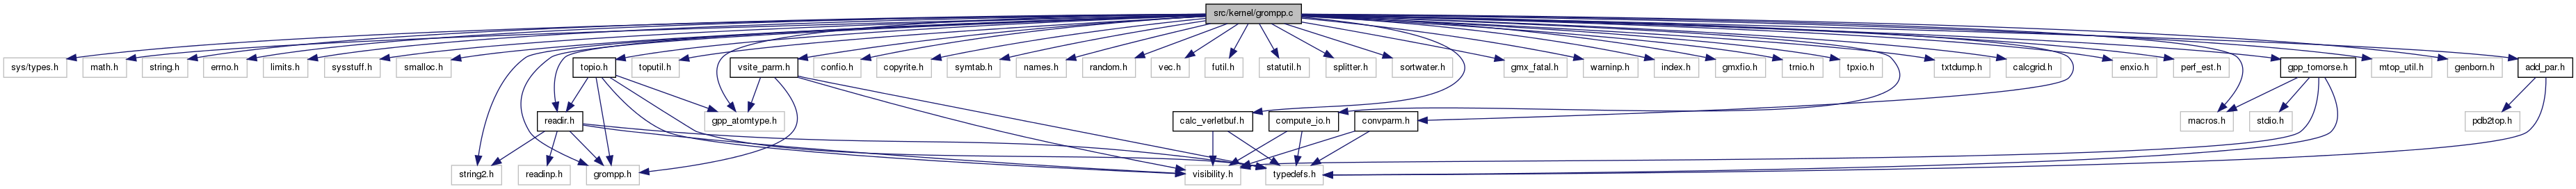 src/kernel/grompp.c
sys/types.h
math.h
string.h
errno.h
limits.h
sysstuff.h
smalloc.h
topio.h
toputil.h
vsite_parm.h
confio.h
copyrite.h
symtab.h
names.h
random.h
vec.h
futil.h
statutil.h
splitter.h
sortwater.h
gmx_fatal.h
warninp.h
index.h
gmxfio.h
trnio.h
tpxio.h
txtdump.h
calcgrid.h
enxio.h
perf_est.h
gpp_tomorse.h
mtop_util.h
genborn.h
add_par.h
readir.h
gpp_atomtype.h
calc_verletbuf.h
compute_io.h
convparm.h
macros.h
stdio.h
pdb2top.h
string2.h
readinp.h
grompp.h
visibility.h
typedefs.h